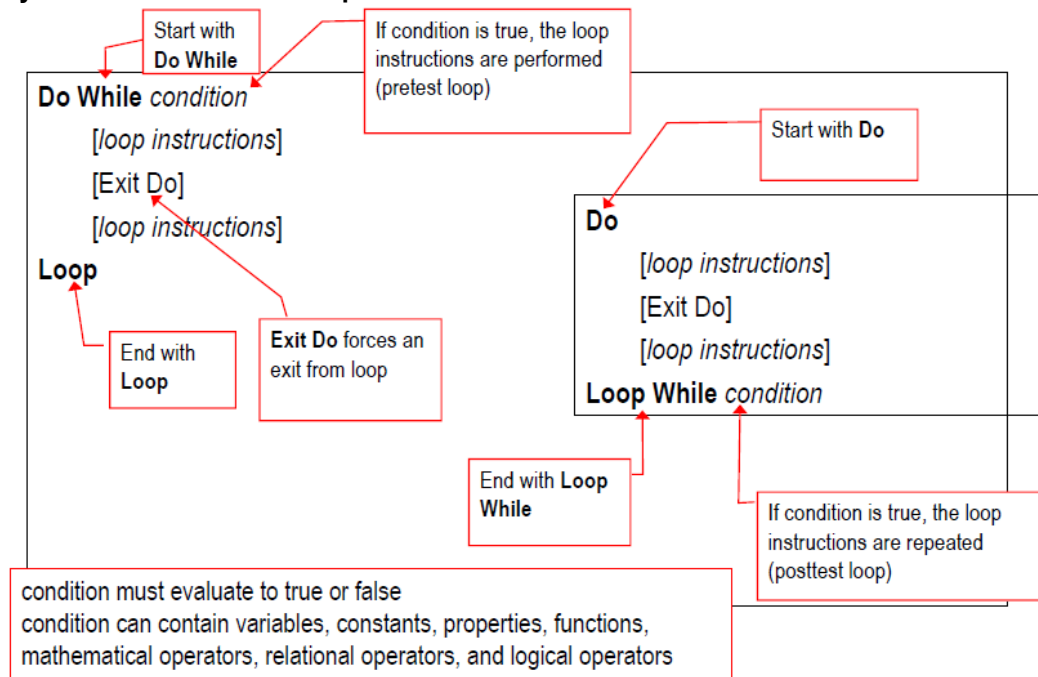 Start with
Do While
If condition is true, the loop
instructions are performed
(pretest loop)
Do While condition
[loop instructions]
[Exit Do]
[loop instructions]
Loop
End with
Loop
Exit Do forces an
exit from loop
Start with Do
Do
[loop instructions]
[Exit Do]
[loop instructions]
Loop While condition
End with Loop
While
If condition is true, the loop
instructions are repeated
(posttest loop)
condition must evaluate to true or false
condition can contain variables, constants, properties, functions,
mathematical operators, relational operators, and logical operators